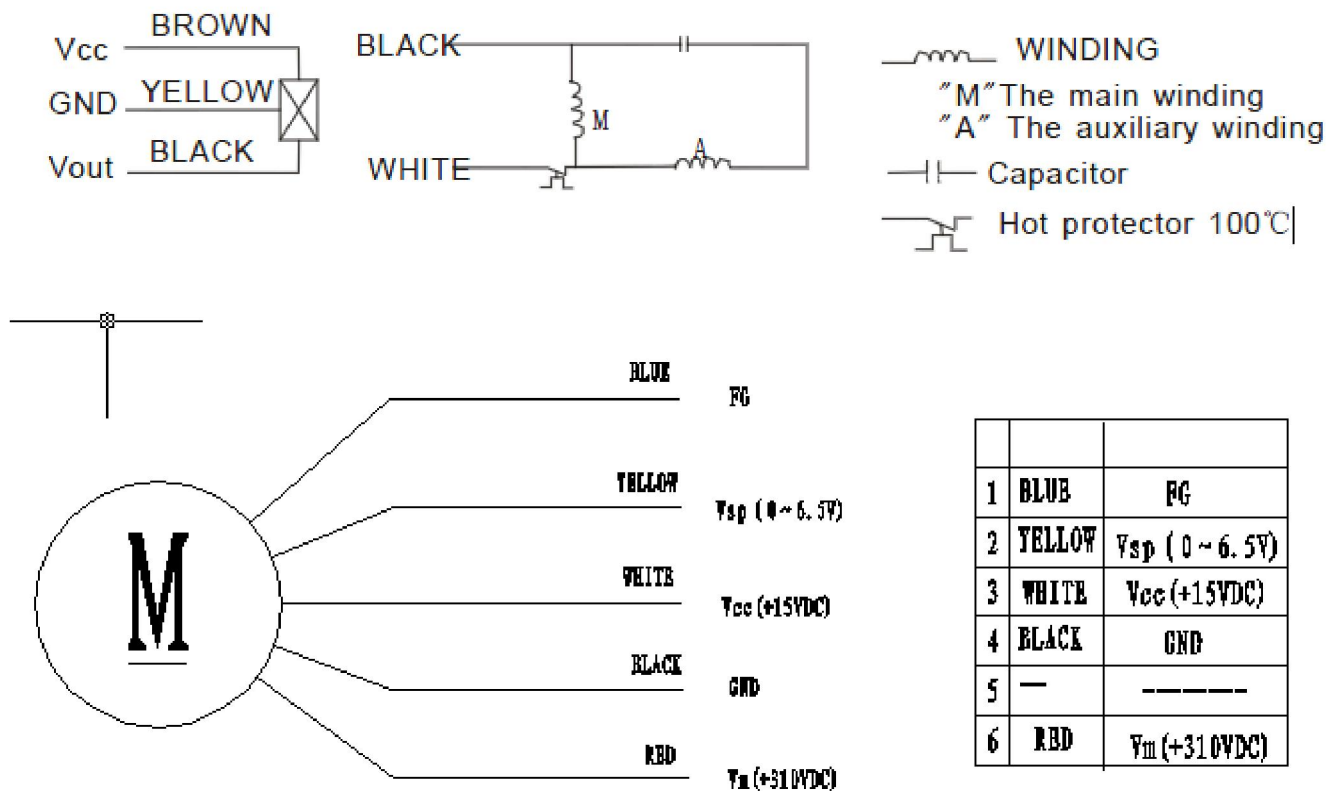 Vcc BROWN
GND YELLOW
Vout BLACK
BLACK
M
WHITE
A
WINDING
"M" The main winding
"A" The auxiliary winding
Capacitor
Hot protector 100℃
M
BLUE FG
YELLOW Vsp (0~6.5V)
WHITE Vcc (+15VDC)
BLACK GND
RED Vm (+310VDC)
1 BLUE FG
2 YELLOW Vsp (0~6.5V)
3 WHITE Vcc (+15VDC)
4 BLACK GND
5 — -------
6 RED Vm (+310VDC)